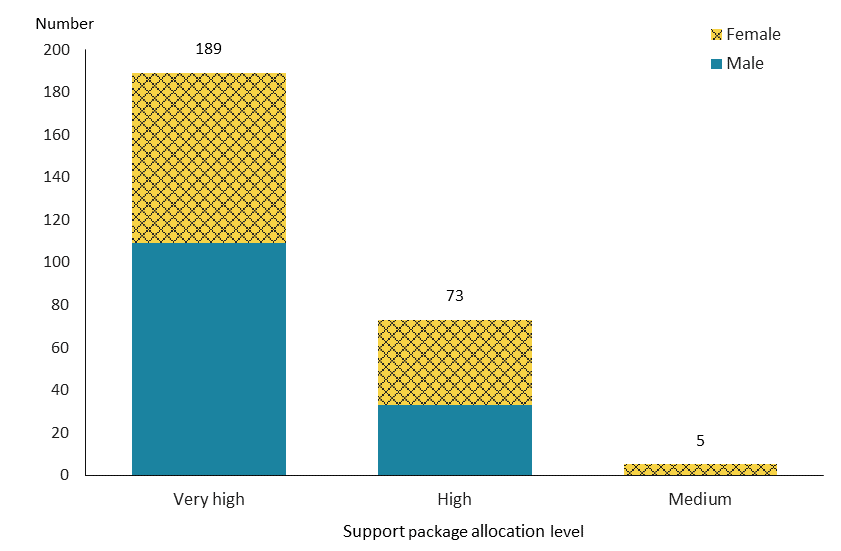 Number
Female
Male
200
180
160
140
120
100
80
60
40
20
0
189
73
5
Very high
High
Medium
Support package allocation level